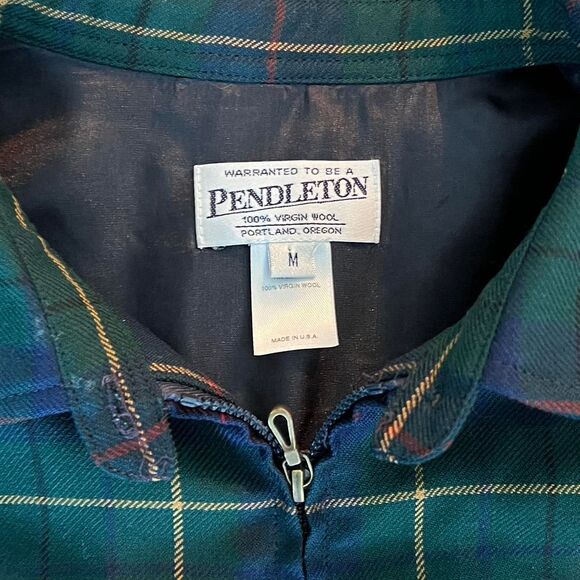 WARRANTED TO BE A
PENDLETON
100% VIRGIN WOOL
PORTLAND, OREGON
M
100% VIRGIN WOOL
MADE IN U.S.A.